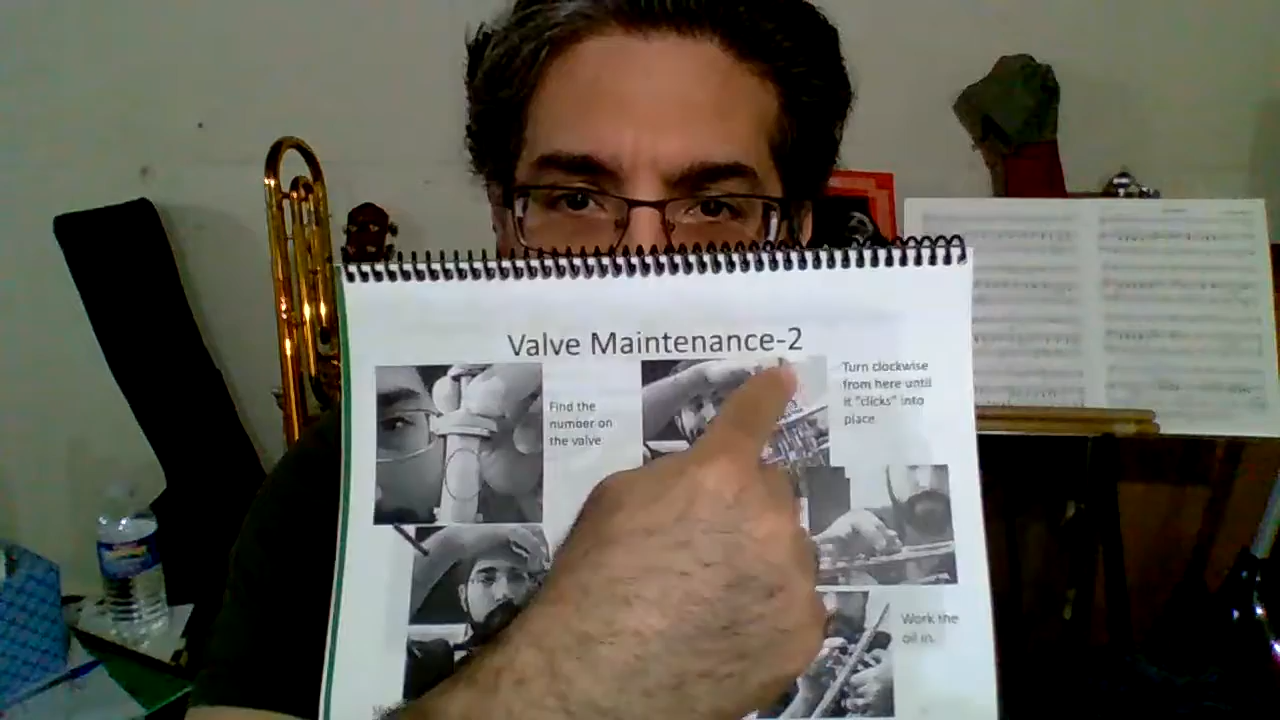 Valve Maintenance-2
Find the
number on
the valve
Turn clockwise
from here until
it "clicks" into
place.
Work the
oil in.